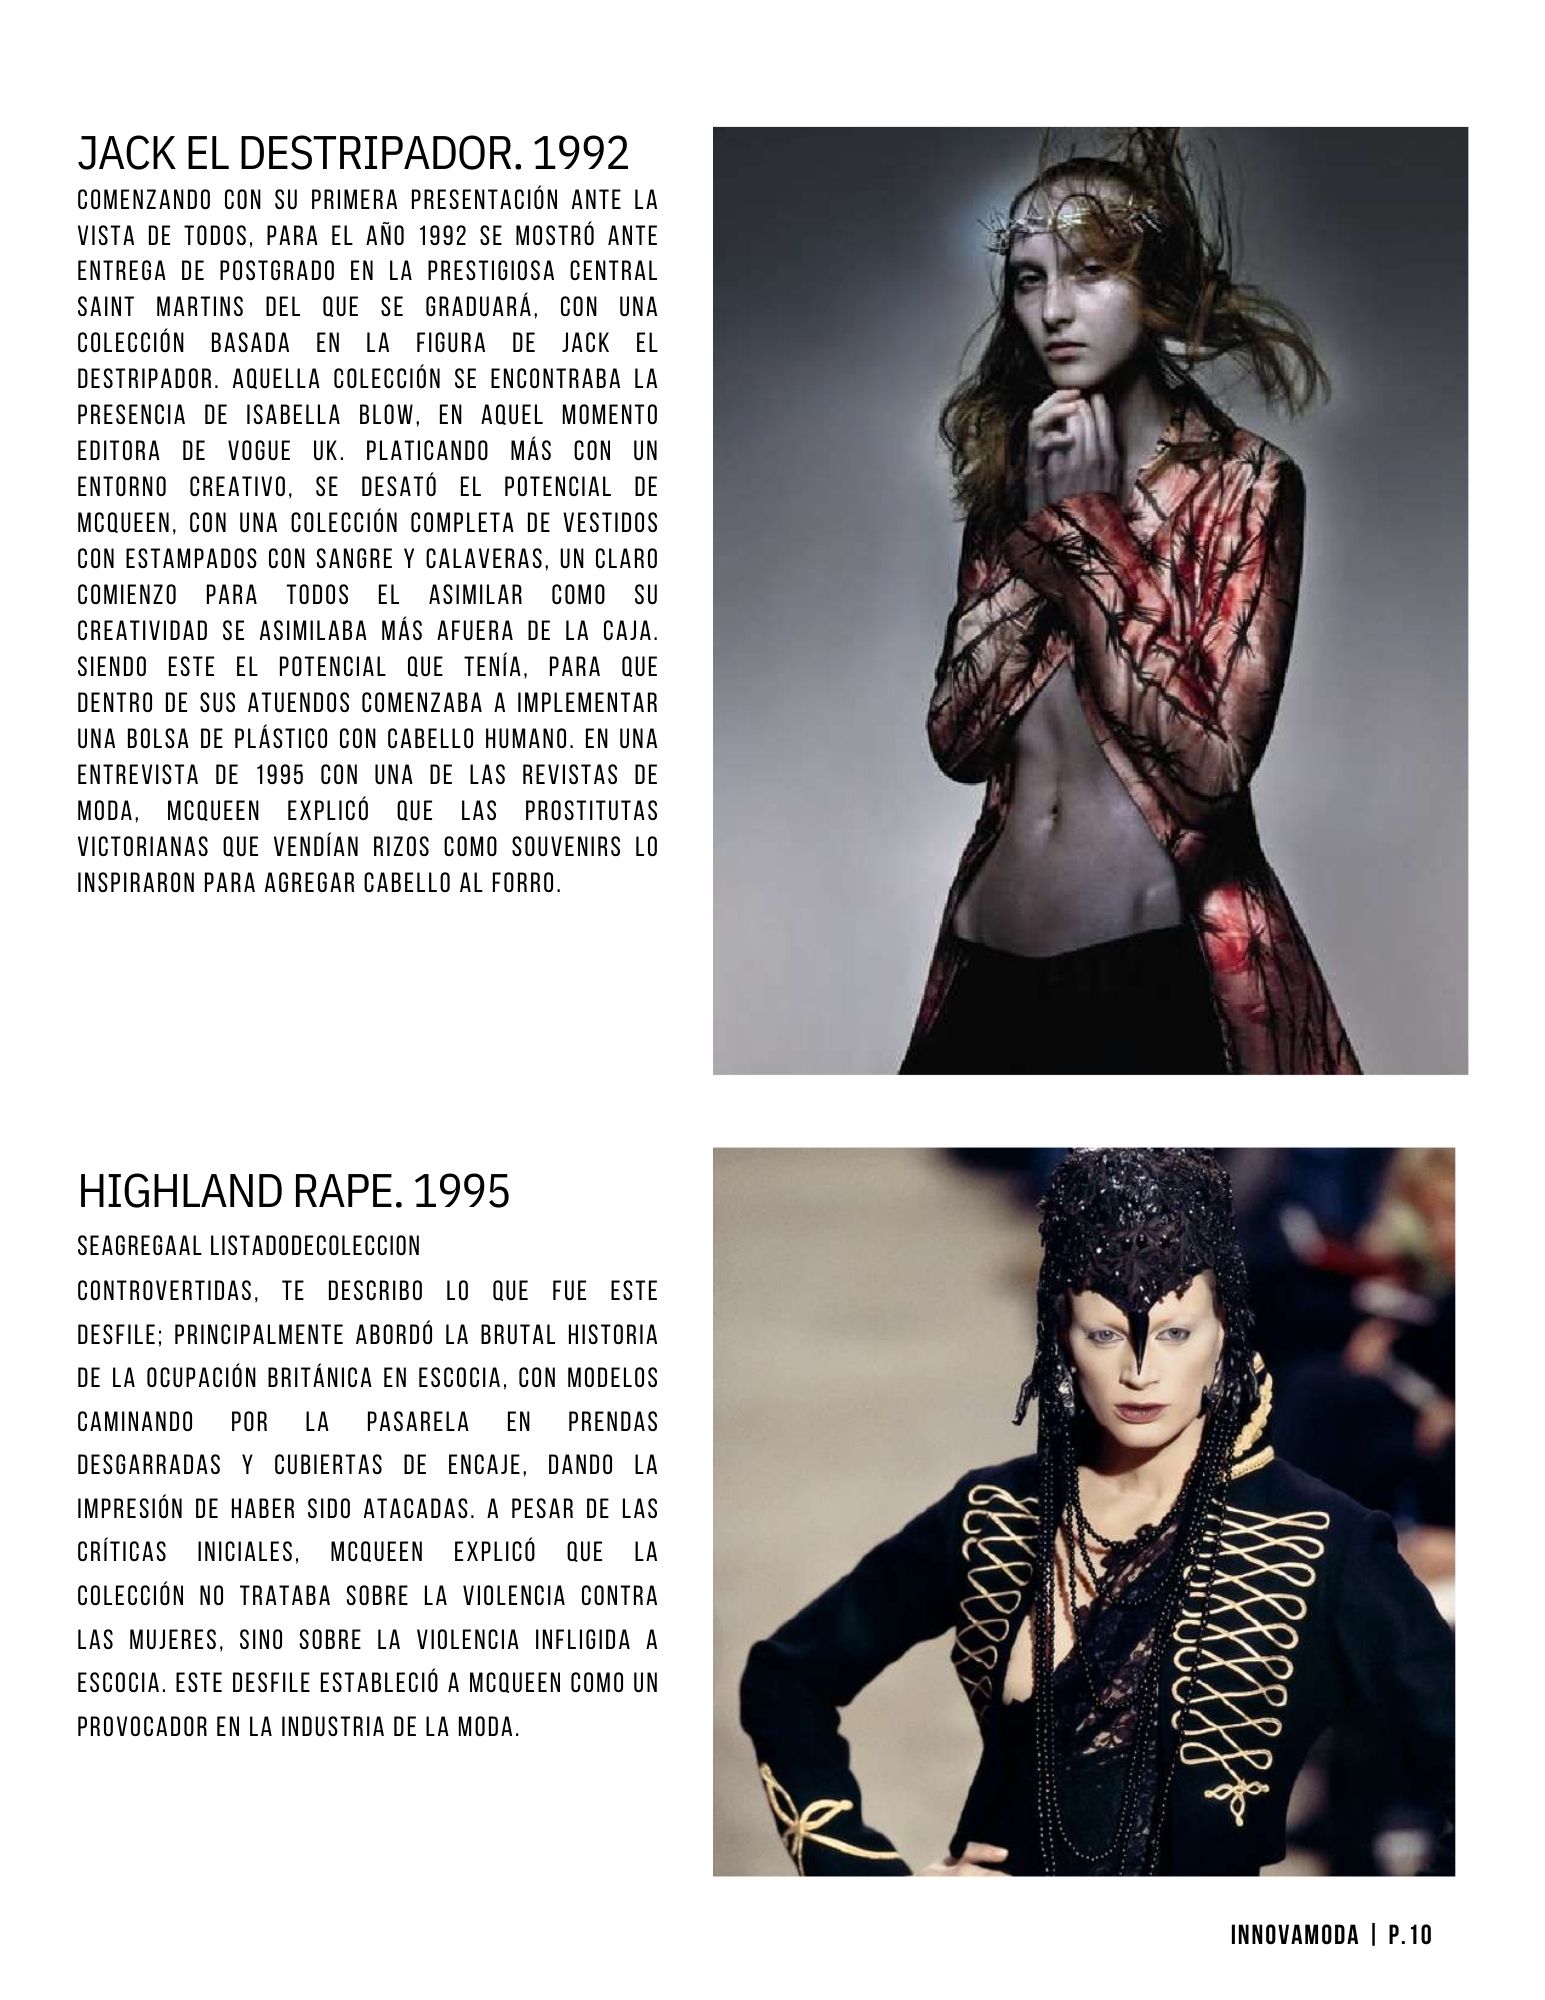 JACK EL DESTRIPADOR. 1992
COMENZANDO CON SU PRIMERA PRESENTACIÓN ANTE LA
VISTA DE TODOS, PARA EL AÑO 1992 SE MOSTRÓ ANTE
ENTREGA DE POSTGRADO EN LA PRESTIGIOSA CENTRAL
SAINT MARTINS DEL QUE SE GRADUARÁ, CON UNA
COLECCIÓN BASADA EN LA FIGURA DE JACK EL
DESTRIPADOR. AQUELLA COLECCIÓN SE ENCONTRABA LA
PRESENCIA DE ISABELLA BLOW, EN AQUEL MOMENTO
EDITORA DE VOGUE UK. PLATICANDO MÁS CON UN
ENTORNO CREATIVO, SE DESATÓ EL POTENCIAL DE
MCQUEEN, CON UNA COLECCIÓN COMPLETA DE VESTIDOS
CON ESTAMPADOS CON SANGRE Y CALAVERAS, UN CLARO
COMIENZO PARA TODOS EL ASIMILAR COMO SU
CREATIVIDAD SE ASIMILABA MÁS AFUERA DE LA CAJA.
SIENDO ESTE EL POTENCIAL QUE TENÍA, PARA QUE
DENTRO DE SUS ATUENDOS COMENZABA A IMPLEMENTAR
UNA BOLSA DE PLÁSTICO CON CABELLO HUMANO. EN UNA
ENTREVISTA DE 1995 CON UNA DE LAS REVISTAS DE
MODA, MCQUEEN EXPLICÓ QUE LAS PROSTITUTAS
VICTORIANAS QUE VENDÍAN RIZOS COMO SOUVENIRS LO
INSPIRARON PARA AGREGAR CABELLO AL FORRO.
HIGHLAND RAPE. 1995
SEAGREGAAL LISTADODECOLECCION
CONTROVERTIDAS, TE DESCRIBO LO QUE FUE ESTE
DESFILE; PRINCIPALMENTE ABORDÓ LA BRUTAL HISTORIA
DE LA OCUPACIÓN BRITÁNICA EN ESCOCIA, CON MODELOS
CAMINANDO POR LA PASARELA EN PRENDAS
DESGARRADAS Y CUBIERTAS DE ENCAJE, DANDO LA
IMPRESIÓN DE HABER SIDO ATACADAS. A PESAR DE LAS
CRÍTICAS INICIALES, MCQUEEN EXPLICÓ QUE LA
COLECCIÓN NO TRATABA SOBRE LA VIOLENCIA CONTRA
LAS MUJERES, SINO SOBRE LA VIOLENCIA INFLIGIDA A
ESCOCIA. ESTE DESFILE ESTABLECIÓ A MCQUEEN COMO UN
PROVOCADOR EN LA INDUSTRIA DE LA MODA.
INNOVAMODA | P.10